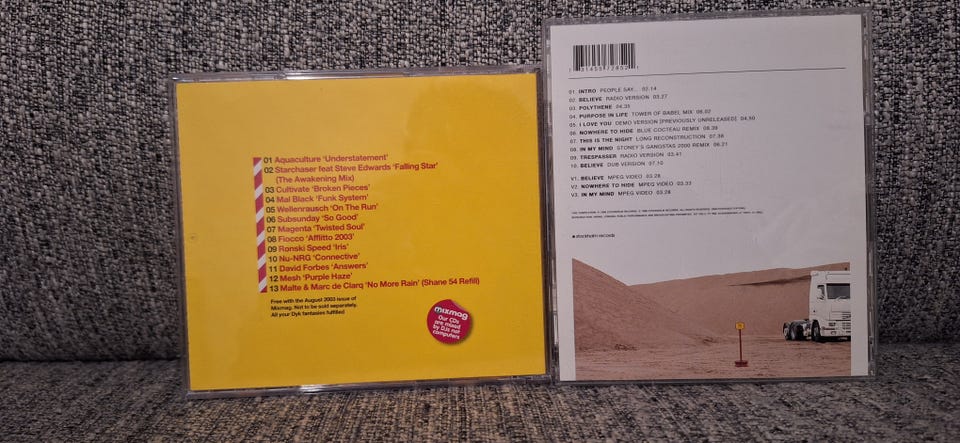 01 Aquaculture 'Understatement'
02 Starchaser feat Steve Edwards 'Falling Star'
(The Awakening Mix)
03 Cultivate 'Broken Pieces'
04 Mal Black 'Funk System'
05 Wellenrausch 'On The Run'
06 Subsunday 'So Good'
07 Magenta 'Twisted Soul'
08 Fiocco 'Afflitto 2003'
09 Ronski Speed 'Iris'
10 Nu-NRG 'Connective'
11 David Forbes 'Answers'
12 Mesh 'Purple Haze'
13 Malte & Marc de Clarq 'No More Rain' (Shane 54 Refill)
Free with the August 2003 issue of
Mixmag. Not to be sold separately.
All your Dyk fantasies fulfilled
mixmag
Our CDs
are mixed
by DJs not
computers
01. INTRO PEOPLE SAY... 02.14
02. BELIEVE RADIO VERSION 03.27
03. POLYTHENE 04.35
04. PURPOSE IN LIFE TOWER OF BABEL MIX 06.02
05. I LOVE YOU DEMO VERSION [PREVIOUSLY UNRELEASED] 04.50
06. NOWHERE TO HIDE BLUE COCTEAU REMIX 08.39
07. THIS IS THE NIGHT LONG RECONSTRUCTION 07.38
08. IN MY MIND STONEY'S GANGSTAS 2000 REMIX 06.21
09. TRESPASSER RADIO VERSION 03.41
10. BELIEVE DUB VERSION 07.10
V1. BELIEVE MPEG VIDEO 03.28
V2. NOWHERE TO HIDE MPEG VIDEO 03.33
V3. IN MY MIND MPEG VIDEO 03.28
stockholm records